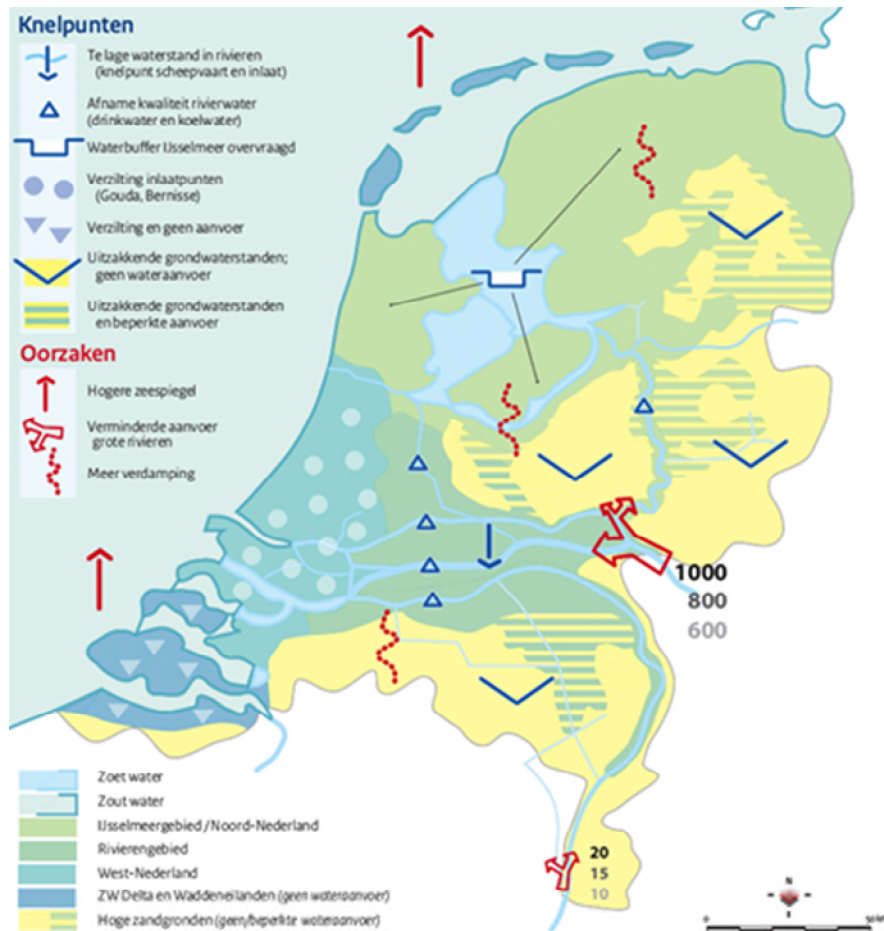 Knelpunten
Te lage waterstand in rivieren
(knelpunt scheepvaart en inlaat)
Afname kwaliteit rivierwater
(drinkwater en koelwater)
Waterbuffer IJsselmeer overvraagd
Verzilting inlaatpunten
(Gouda, Bernisse)
Verzilting en geen aanvoer
Uitzakkende grondwaterstanden;
geen wateraanvoer
Uitzakkende grondwaterstanden
en beperkte aanvoer
Oorzaken
Hogere zeespiegel
Verminderde aanvoer
grote rivieren
Meer verdamping
1000
800
600
20
15
10
Zoet water
Zout water
IJsselmeergebied / Noord-Nederland
Rivierengebied
West-Nederland
ZW Delta en Waddeneilanden (geen wateraanvoer)
Hoge zandgronden (geen/beperkte wateraanvoer)
N
0